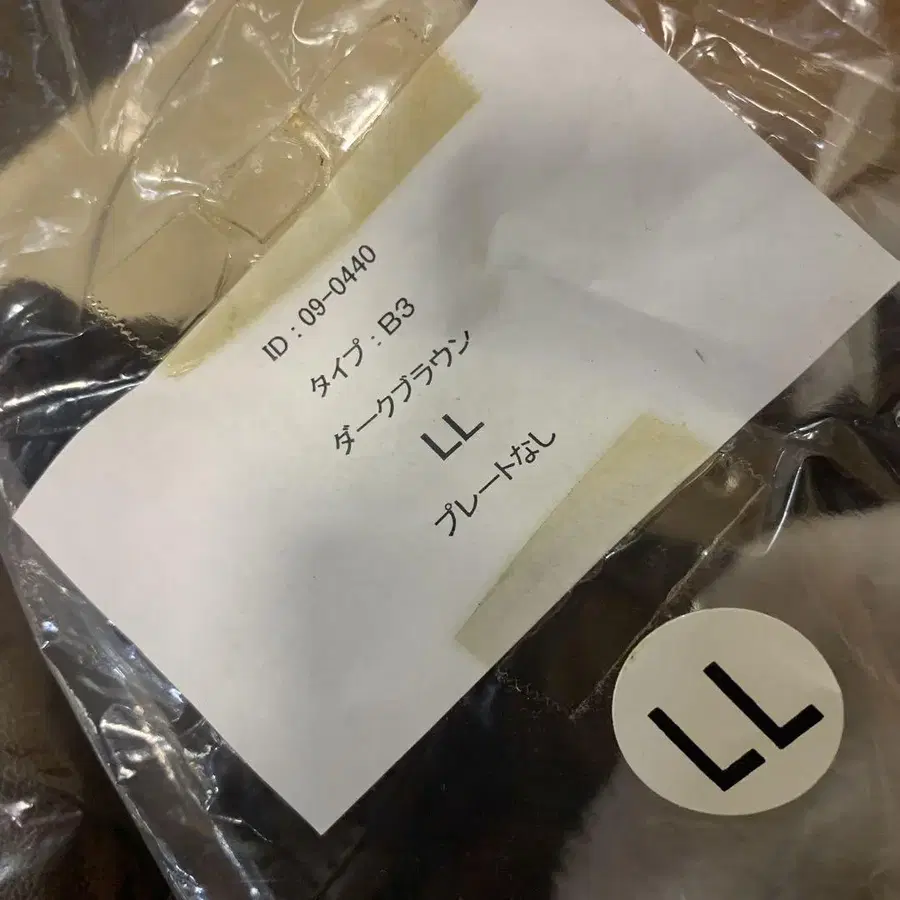 ID：09-0440
タイプ：B3
ダークブラウン
LL
プレートなし
LL